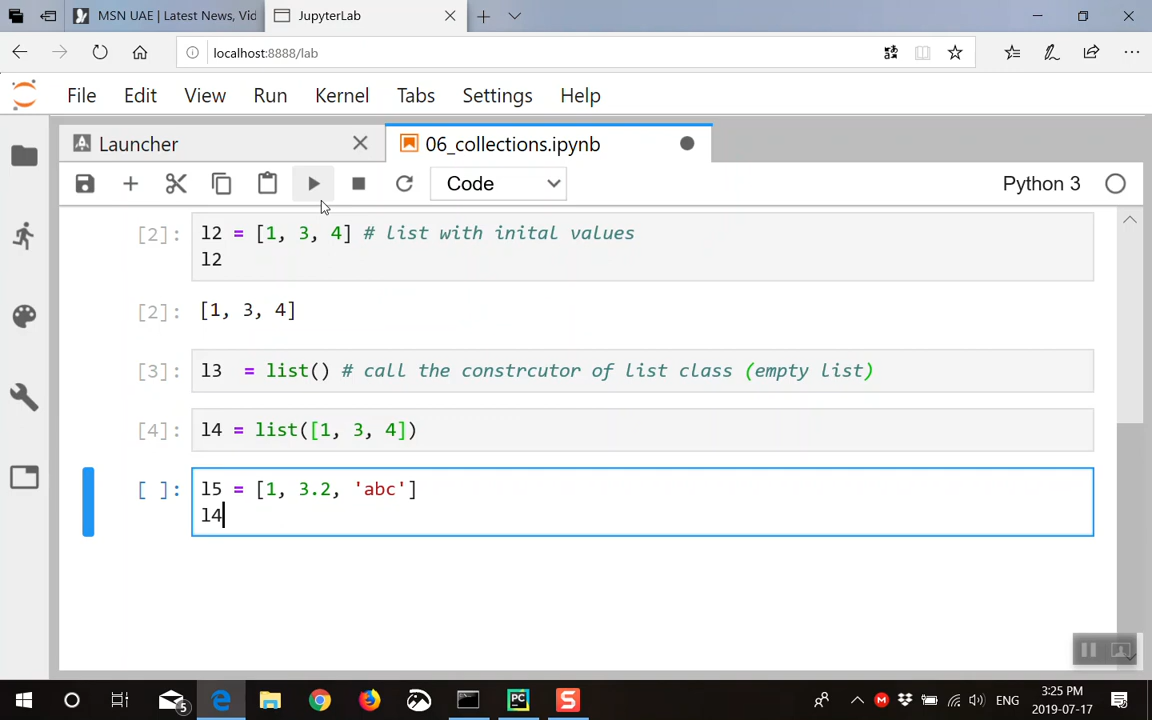 MSN UAE | Latest News, Vid
JupyterLab
localhost:8888/lab
File Edit View Run Kernel Tabs Settings Help
Launcher
06_collections.ipynb
Code
Python 3
[2]: l2 = [1, 3, 4] # list with inital values
l2
[2]: [1, 3, 4]
[3]: l3  = list() # call the constrcutor of list class (empty list)
[4]: l4 = list([1, 3, 4])
[ ]: l5 = [1, 3.2, 'abc']
l4
5
PC
S
M
ENG
3:25 PM
2019-07-17